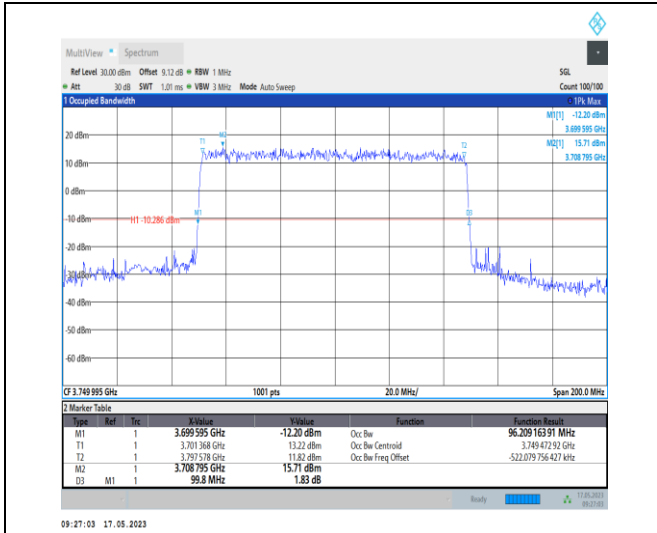 MultiView Spectrum
Ref Level 30.00 dBm Offset 9.12 dB RBW 1 MHz SGL
Att 30 dB SWT 1.01 ms VBW 3 MHz Mode Auto Sweep Count 100/100
1 Occupied Bandwidth 1Pk Max
M1[1] -12.20 dBm
3.699 595 GHz
M2[1] 15.71 dBm
3.708 795 GHz
20 dBm
T1 M2 T2
10 dBm
0 dBm
-10 dBm H1 -10.286 dBm M1 D3
-20 dBm
-30 dBm
-40 dBm
-50 dBm
-60 dBm
CF 3.749 995 GHz 1001 pts 20.0 MHz/ Span 200.0 MHz
2 Marker Table
Type Ref Trc X-Value Y-Value Function Function Result
M1 1 3.699 595 GHz -12.20 dBm Occ Bw 96.209 163 91 MHz
T1 1 3.701 368 GHz 13.22 dBm Occ Bw Centroid 3.749 472 92 GHz
T2 1 3.797 578 GHz 11.82 dBm Occ Bw Freq Offset -522.079 756 427 kHz
M2 1 3.708 795 GHz 15.71 dBm
D3 M1 1 99.8 MHz 1.83 dB
Ready 17.05.2023
09:27:03
09:27:03 17.05.2023